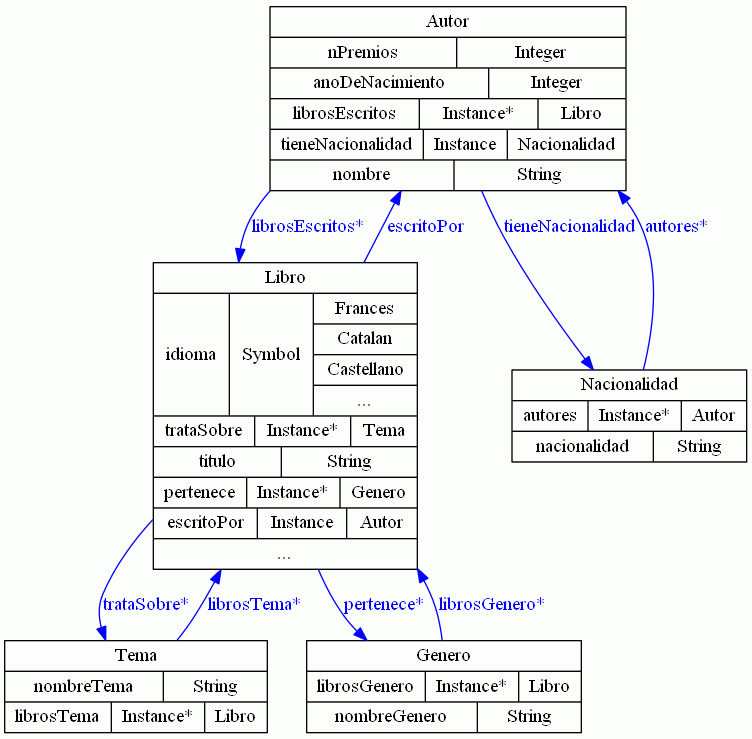 Autor
nPremios Integer
anoDeNacimiento Integer
librosEscritos Instance* Libro
tieneNacionalidad Instance Nacionalidad
nombre String
librosEscritos* escritoPor tieneNacionalidad autores*
Libro
idioma Symbol Frances
Catalan
Castellano
...
trataSobre Instance* Tema
titulo String
pertenece Instance* Genero
escritoPor Instance Autor
...
Nacionalidad
autores Instance* Autor
nacionalidad String
trataSobre* librosTema* pertenece* librosGenero*
Tema
nombreTema String
librosTema Instance* Libro
Genero
librosGenero Instance* Libro
nombreGenero String